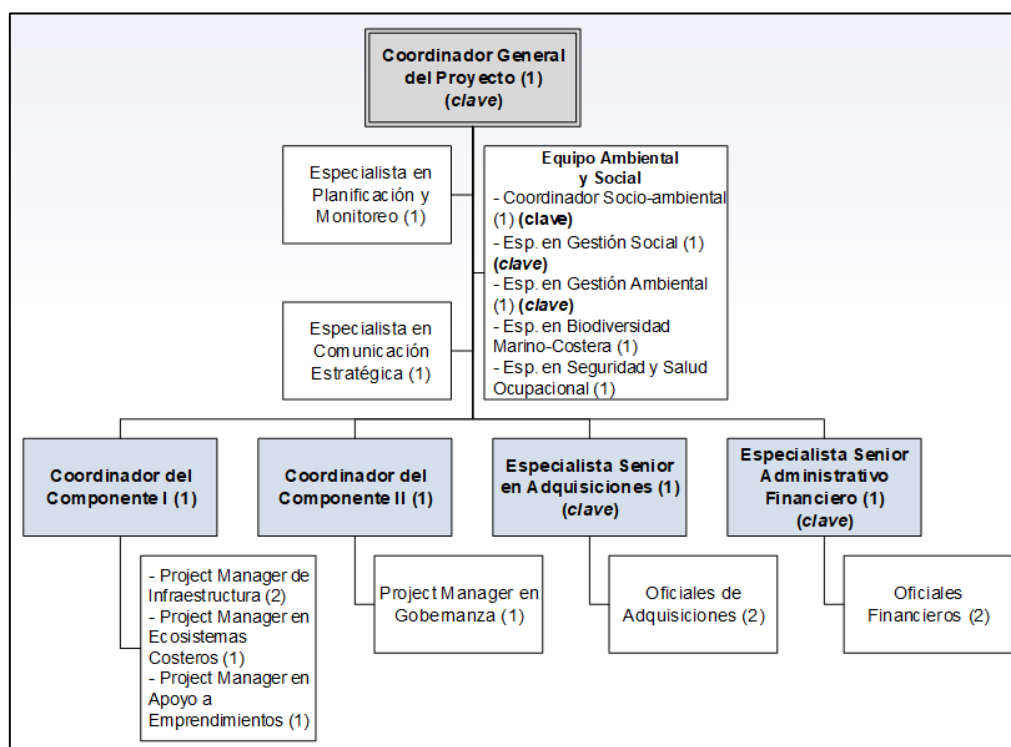 Coordinador General
del Proyecto (1)
(clave)
Especialista en
Planificación y
Monitoreo (1)
Equipo Ambiental
y Social
- Coordinador Socio-ambiental
(1) (clave)
- Esp. en Gestión Social (1)
(clave)
- Esp. en Gestión Ambiental
(1) (clave)
- Esp. en Biodiversidad
Marino-Costera (1)
- Esp. en Seguridad y Salud
Ocupacional (1)
Especialista en
Comunicación
Estratégica (1)
Coordinador del
Componente I (1)
Coordinador del
Componente II (1)
Especialista Senior
en Adquisiciones (1)
(clave)
Especialista Senior
Administrativo
Financiero (1)
(clave)
- Project Manager de
Infraestructura (2)
- Project Manager en
Ecosistemas
Costeros (1)
- Project Manager en
Apoyo a
Emprendimientos (1)
Project Manager en
Gobernanza (1)
Oficiales de
Adquisiciones (2)
Oficiales
Financieros (2)